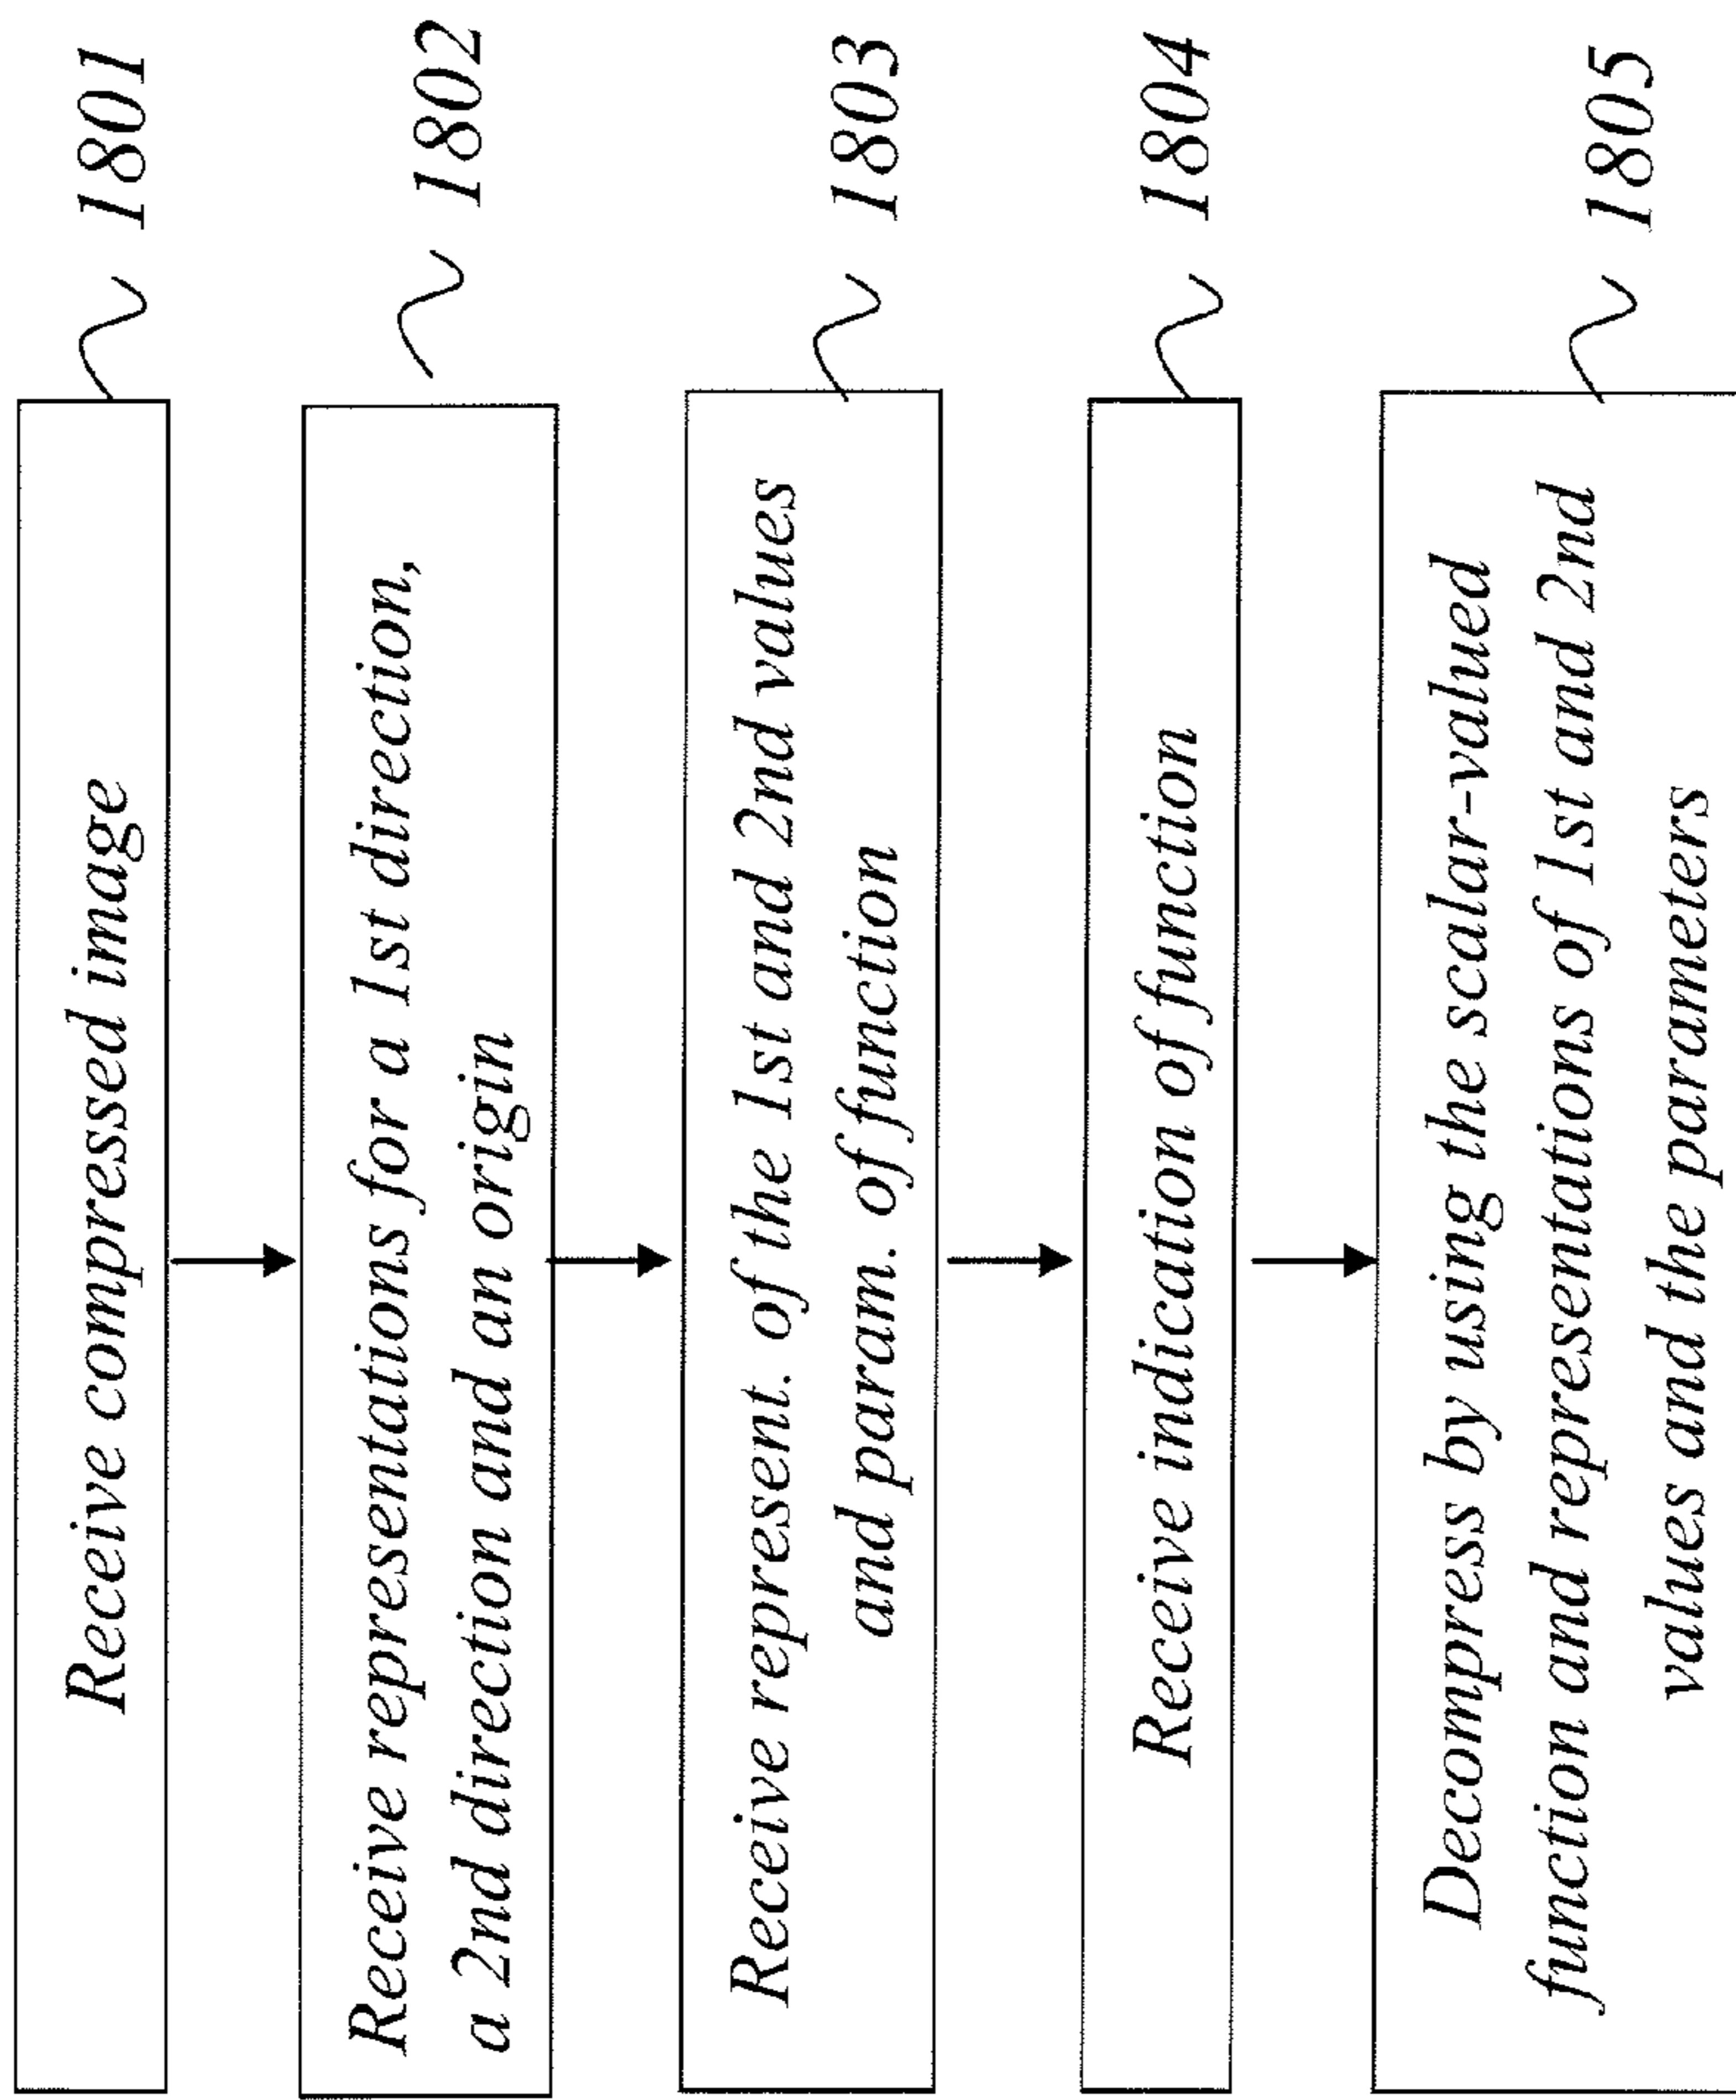 Receive compressed image
1801
Receive representations for a 1st direction,
a 2nd direction and an origin
1802
Receive represent. of the 1st and 2nd values
and param. of function
1803
Receive indication of function
1804
Decompress by using the scalar-valued
function and representations of 1st and 2nd
values and the parameters
1805